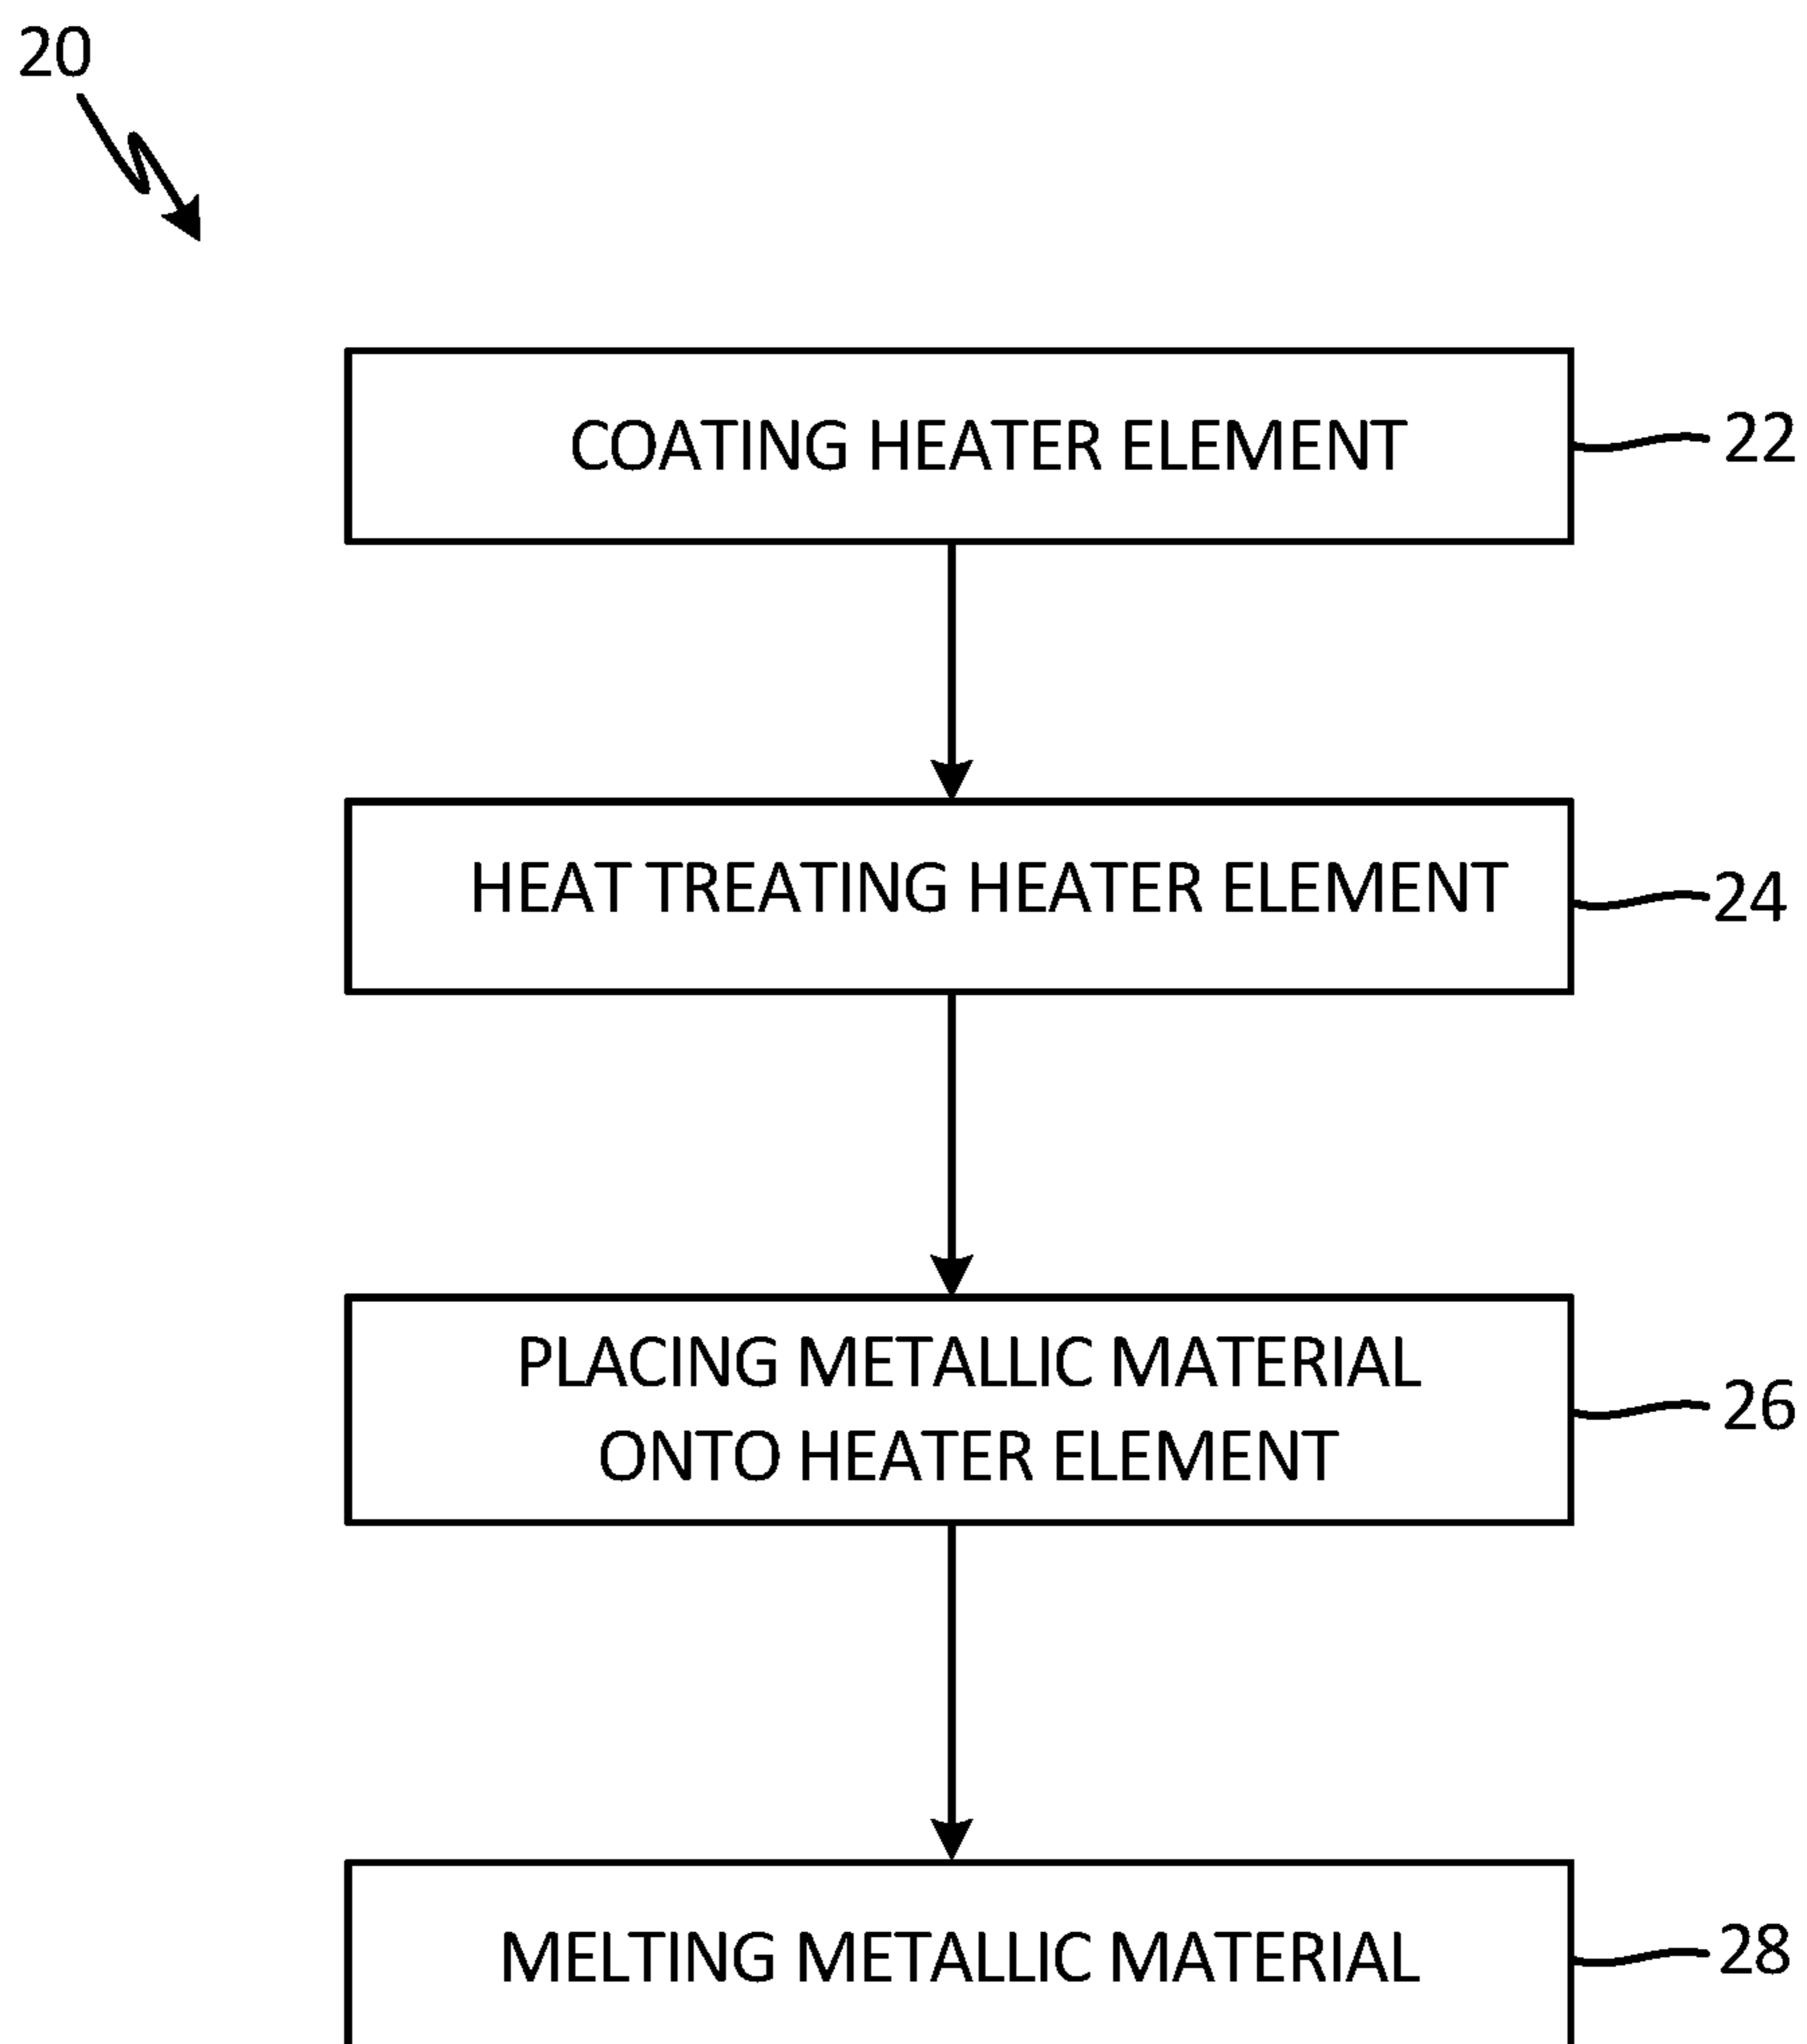 20
COATING HEATER ELEMENT
22
HEAT TREATING HEATER ELEMENT
24
PLACING METALLIC MATERIAL
ONTO HEATER ELEMENT
26
MELTING METALLIC MATERIAL
28